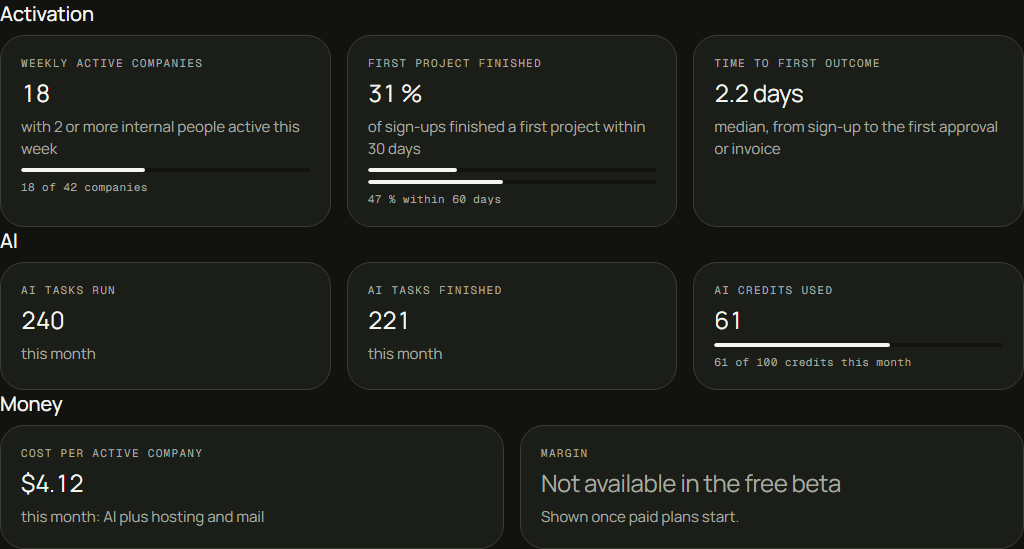 Activation
WEEKLY ACTIVE COMPANIES
18
with 2 or more internal people active this
week
18 of 42 companies
FIRST PROJECT FINISHED
31 %
of sign-ups finished a first project within
30 days
47 % within 60 days
TIME TO FIRST OUTCOME
2.2 days
median, from sign-up to the first approval
or invoice
AI
AI TASKS RUN
240
this month
AI TASKS FINISHED
221
this month
AI CREDITS USED
61
61 of 100 credits this month
Money
COST PER ACTIVE COMPANY
$4.12
this month: AI plus hosting and mail
MARGIN
Not available in the free beta
Shown once paid plans start.